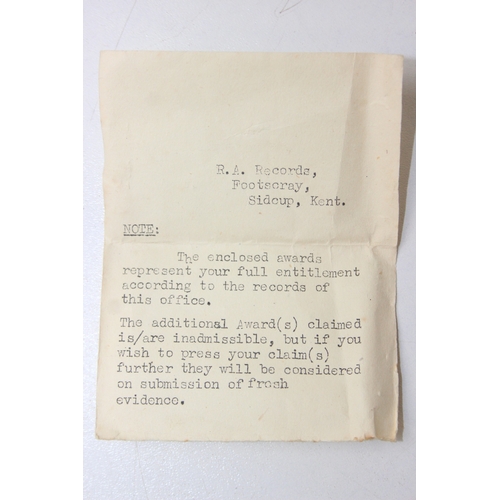 R.A. Records,
Footscray,
Sidcup, Kent.
NOTE:
The enclosed awards
represent your full entitlement
according to the records of
this office.
The additional Award(s) claimed
is/are inadmissible, but if you
wish to press your claim(s)
further they will be considered
on submission of fresh
evidence.